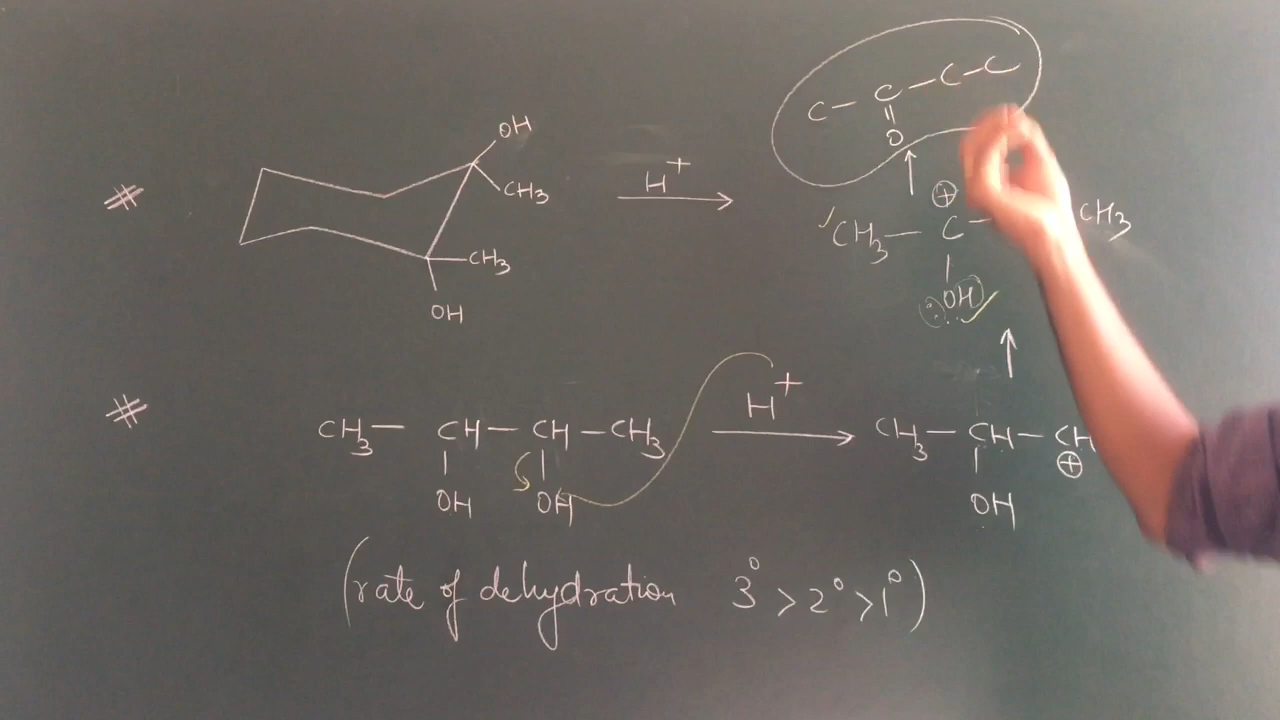 C – C – C – C
||
O
OH
# H⁺ CH₃
⊕
CH₃ – C – CH₃
|
OH
CH₃
OH
# CH₃ – CH – CH – CH₃ H⁺ CH₃ – CH – CH
OH OH OH ⊕
(rate of dehydration 3° > 2° > 1°)